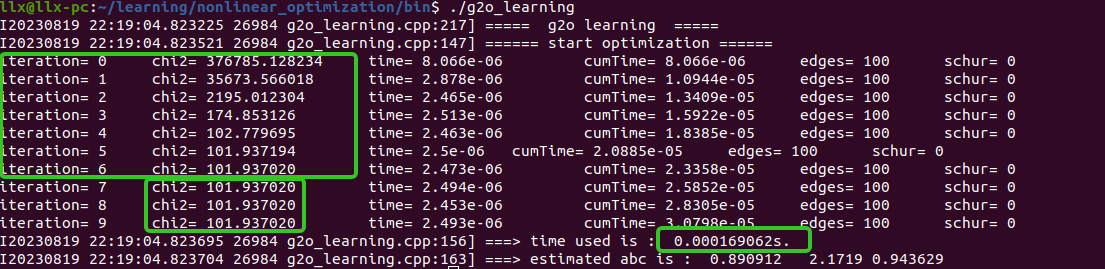 llx@llx-pc:~/learning/nonlinear_optimization/bin$ ./g2o_learning
I20230819 22:19:04.823225 26984 g2o_learning.cpp:217] ===== g2o learning =====
I20230819 22:19:04.823521 26984 g2o_learning.cpp:147] ====== start optimization ======
iteration= 0 chi2= 376785.128234 time= 8.066e-06 cumTime= 8.066e-06 edges= 100 schur= 0
iteration= 1 chi2= 35673.566018 time= 2.878e-06 cumTime= 1.0944e-05 edges= 100 schur= 0
iteration= 2 chi2= 2195.012304 time= 2.465e-06 cumTime= 1.3409e-05 edges= 100 schur= 0
iteration= 3 chi2= 174.853126 time= 2.513e-06 cumTime= 1.5922e-05 edges= 100 schur= 0
iteration= 4 chi2= 102.779695 time= 2.463e-06 cumTime= 1.8385e-05 edges= 100 schur= 0
iteration= 5 chi2= 101.937194 time= 2.5e-06 cumTime= 2.0885e-05 edges= 100 schur= 0
iteration= 6 chi2= 101.937020 time= 2.473e-06 cumTime= 2.3358e-05 edges= 100 schur= 0
iteration= 7 chi2= 101.937020 time= 2.494e-06 cumTime= 2.5852e-05 edges= 100 schur= 0
iteration= 8 chi2= 101.937020 time= 2.453e-06 cumTime= 2.8305e-05 edges= 100 schur= 0
iteration= 9 chi2= 101.937020 time= 2.493e-06 cumTime= 3.0798e-05 edges= 100 schur= 0
I20230819 22:19:04.823695 26984 g2o_learning.cpp:156] ===> time used is : 0.000169062s.
I20230819 22:19:04.823704 26984 g2o_learning.cpp:163] ===> estimated abc is : 0.890912 2.1719 0.943629